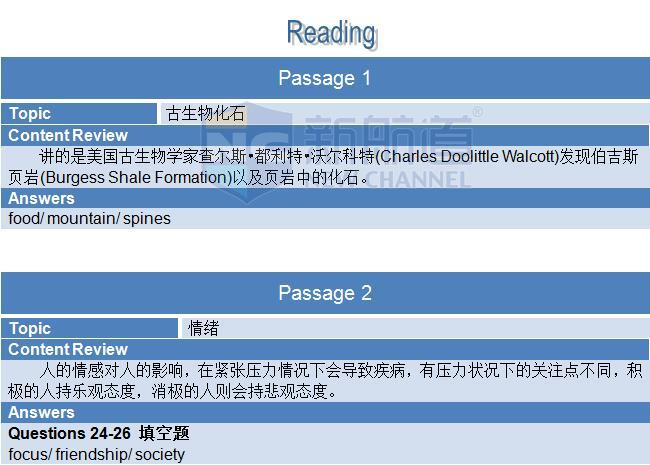 Reading
Passage 1
Topic 古生物化石
Content Review
讲的是美国古生物学家查尔斯•都利特•沃尔科特(Charles Doolittle Walcott)发现伯吉斯
页岩(Burgess Shale Formation)以及页岩中的化石。
Answers
food/ mountain/ spines
新航道®
NEW CHANNEL
Passage 2
Topic 情绪
Content Review
人的情感对人的影响，在紧张压力情况下会导致疾病，有压力状况下的关注点不同，积
极的人持乐观态度，消极的人则会持悲观态度。
Answers
Questions 24-26 填空题
focus/ friendship/ society